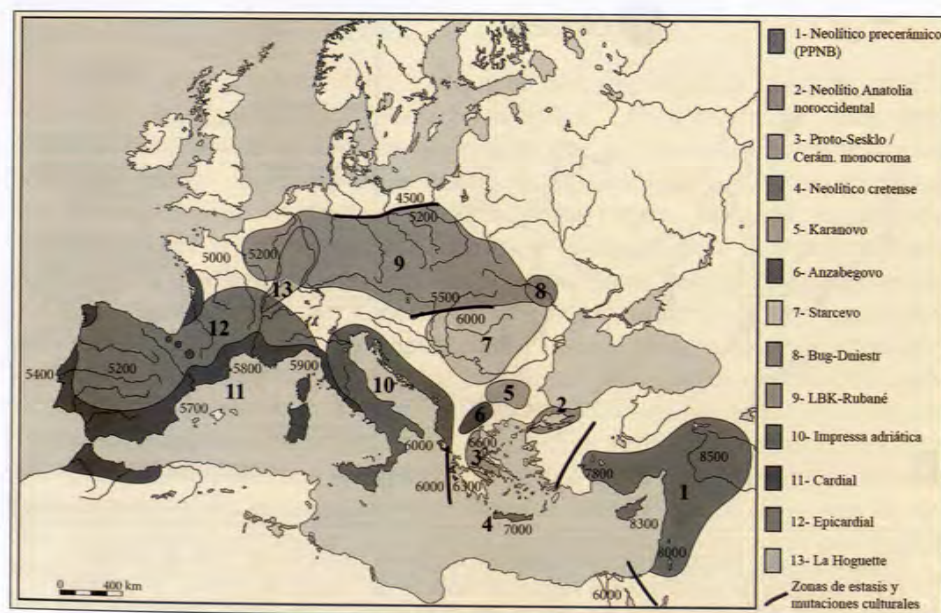 1- Neolítico precerámico
(PPNB)
2- Neolítio Anatolia
noroccidental
3- Proto-Sesklo /
Cerám. monocroma
4- Neolítico cretense
5- Karanovo
6- Anzabegovo
7- Starcevo
8- Bug-Dniestr
9- LBK-Rubané
10- Impressa adriática
11- Cardial
12- Epicardial
13- La Hoguette
Zonas de estasis y
mutaciones culturales
4500
5200
5000
5200
9
13
8
5500
6000
12
7
5200
5800
5900
10
5400
11
5700
5
2
6
6000
6600
3
7800
8500
1
6000
6300
4
7000
8300
8000
6000
0 400 km